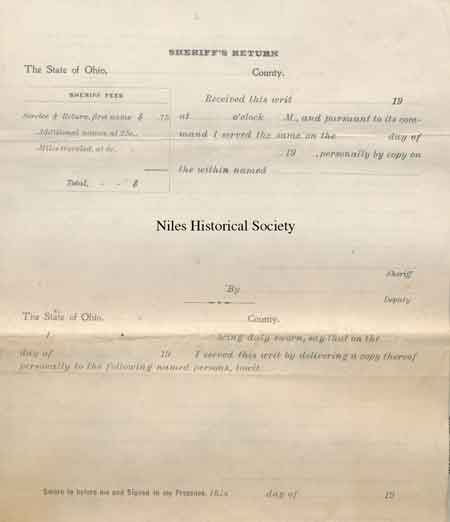 SHERIFF'S RETURN
The State of Ohio, County.
SHERIFF FEES
Service & Return, first name $ .75
Additional names at 25c.
Miles traveled, at 8c.
Total, - - $
Received this writ 19
at o'clock M., and pursuant to its com-
mand I served the same on the day of
19 , personally by copy on
the within named
Niles Historical Society
Sheriff
By
Deputy
The State of Ohio, County.
I, being duly sworn, say that on the
day of 19 I served this writ by delivering a copy thereof
personally to the following named persons, towit:
Sworn to before me and Signed in my Presence, this day of 19